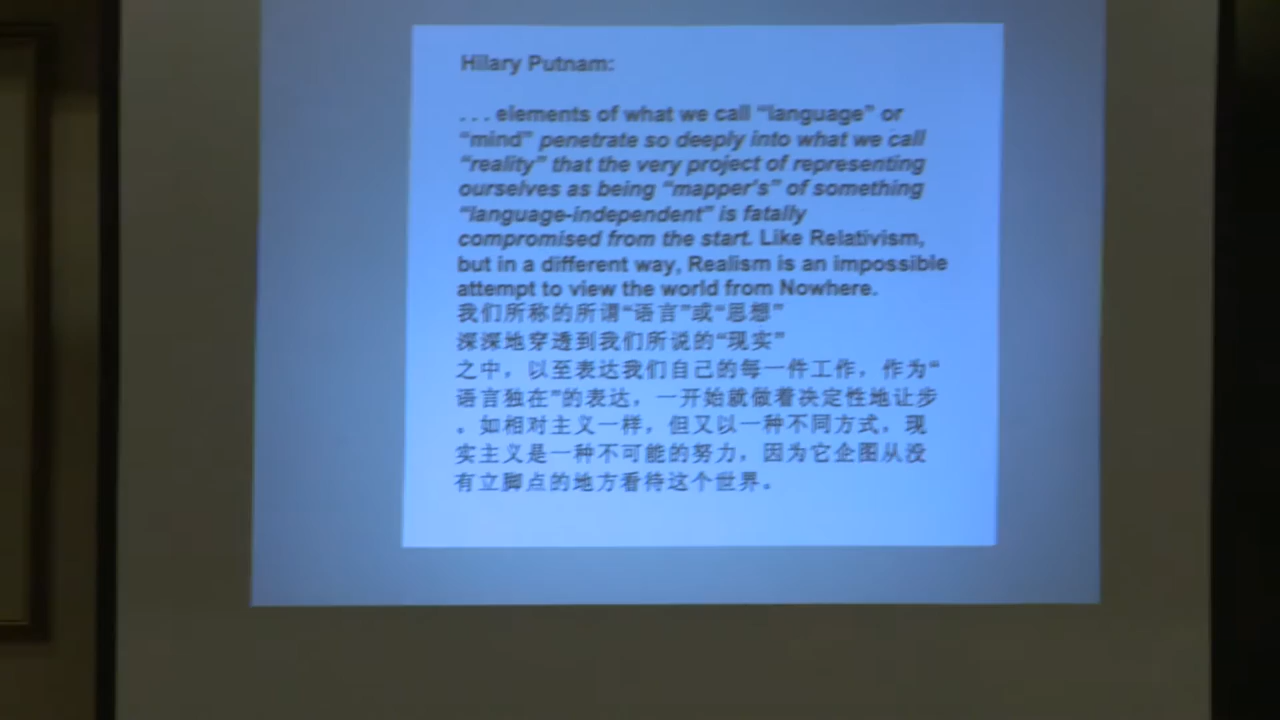 Hilary Putnam:
. . . elements of what we call “language” or
“mind” penetrate so deeply into what we call
“reality” that the very project of representing
ourselves as being “mapper's” of something
“language-independent” is fatally
compromised from the start. Like Relativism,
but in a different way, Realism is an impossible
attempt to view the world from Nowhere.
我们所称的所谓“语言”或“思想”
深深地穿透到我们所说的“现实”
之中，以至表达我们自己的每一件工作，作为“
语言独在”的表达，一开始就做着决定性地让步
。如相对主义一样，但又以一种不同方式，现
实主义是一种不可能的努力，因为它企图从没
有立脚点的地方看待这个世界。